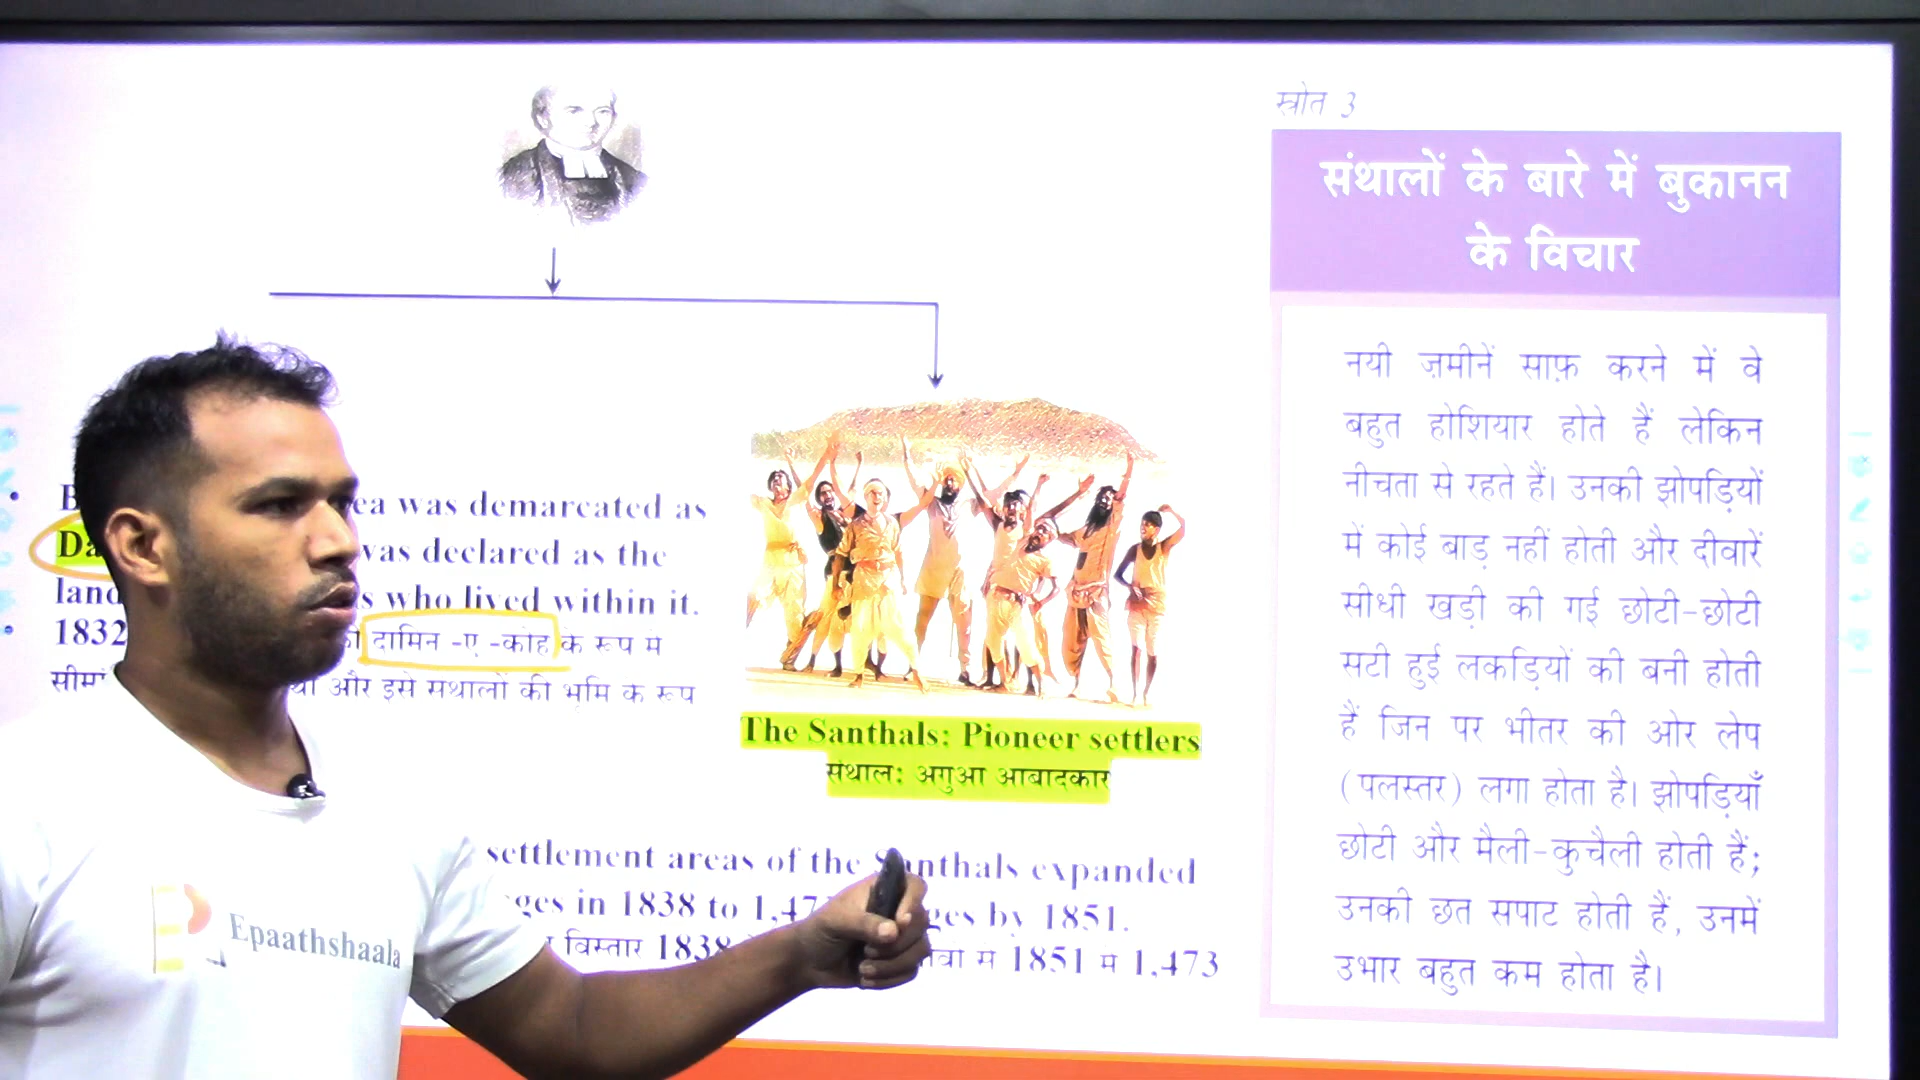 स्रोत 3
संथालों के बारे में बुकानन
के विचार
नयी ज़मीनें साफ़ करने में वे
बहुत होशियार होते हैं लेकिन
नीचता से रहते हैं। उनकी झोपड़ियों
में कोई बाड़ नहीं होती और दीवारें
सीधी खड़ी की गई छोटी-छोटी
सटी हुई लकड़ियों की बनी होती
हैं जिन पर भीतर की ओर लेप
(पलस्तर) लगा होता है। झोपड़ियाँ
छोटी और मैली-कुचैली होती हैं;
उनकी छत सपाट होती हैं, उनमें
उभार बहुत कम होता है।
was demarcated as
was declared as the
who lived within it.
1832 दामिन -ए -कोह के रूप में
और इसे संथालों की भूमि के रूप
The Santhals: Pioneer settlers
संथाल: अगुआ आबादकार
settlement areas of the Santhals expanded
in 1838 to by 1851.
विस्तार 1838 में 1851 में 1,473
Epaathshaala